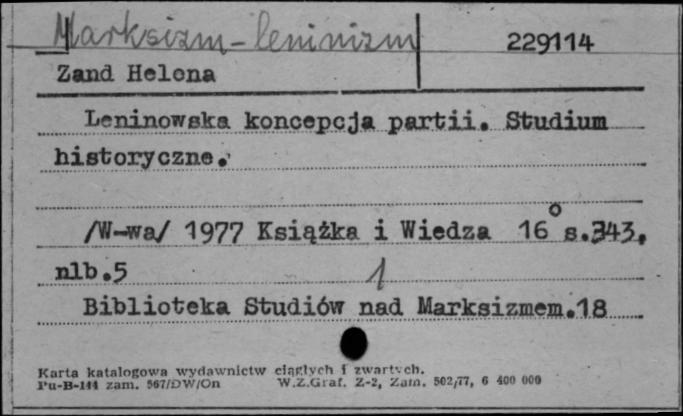 Marksizm-leninizm
229114
Zand Helena
Leninowska koncepcja partii. Studium
historyczne.
/W-wa/ 1977 Książka i Wiedza 16° s.343,
nlb.5
1
Biblioteka Studiów nad Marksizmem.18
Karta katalogowa wydawnictw ciągłych i zwartych.
Pu-B-144 zam. 567/DW/On W.Z.Graf. Z-2, Zam. 502/77, 6 400 000